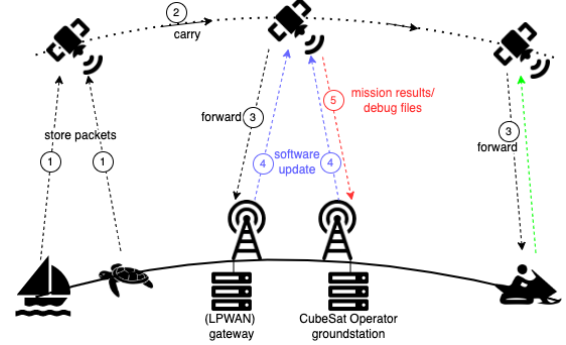 2
carry
store packets
1
1
forward
3
4
software
update
4
5
mission results/
debug files
3
forward
(LPWAN)
gateway
CubeSat Operator
groundstation